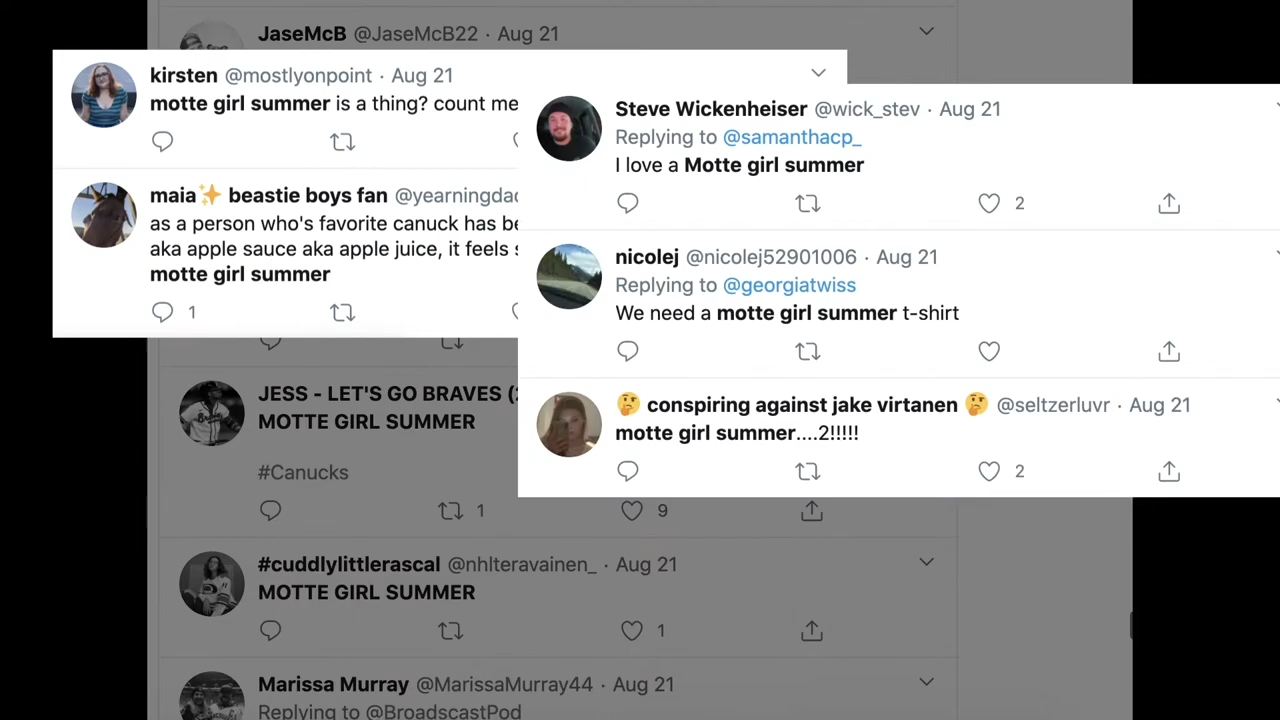 JaseMcB @JaseMcB22 · Aug 21
kirsten @mostlyonpoint · Aug 21
motte girl summer is a thing? count me
maia✨ beastie boys fan @yearningdad
as a person who's favorite canuck has be
aka apple sauce aka apple juice, it feels s
motte girl summer
1
Steve Wickenheiser @wick_stev · Aug 21
Replying to @samanthacp_
I love a Motte girl summer
2
nicolej @nicolej52901006 · Aug 21
Replying to @georgiatwiss
We need a motte girl summer t-shirt
🤔 conspiring against jake virtanen 🤔 @seltzerluvr · Aug 21
motte girl summer....2!!!!!
2
JESS - LET'S GO BRAVES (
MOTTE GIRL SUMMER
#Canucks
1 9
#cuddlylittlerascal @nhlteravainen_ · Aug 21
MOTTE GIRL SUMMER
1
Marissa Murray @MarissaMurray44 · Aug 21
Replying to @BroadscastPod